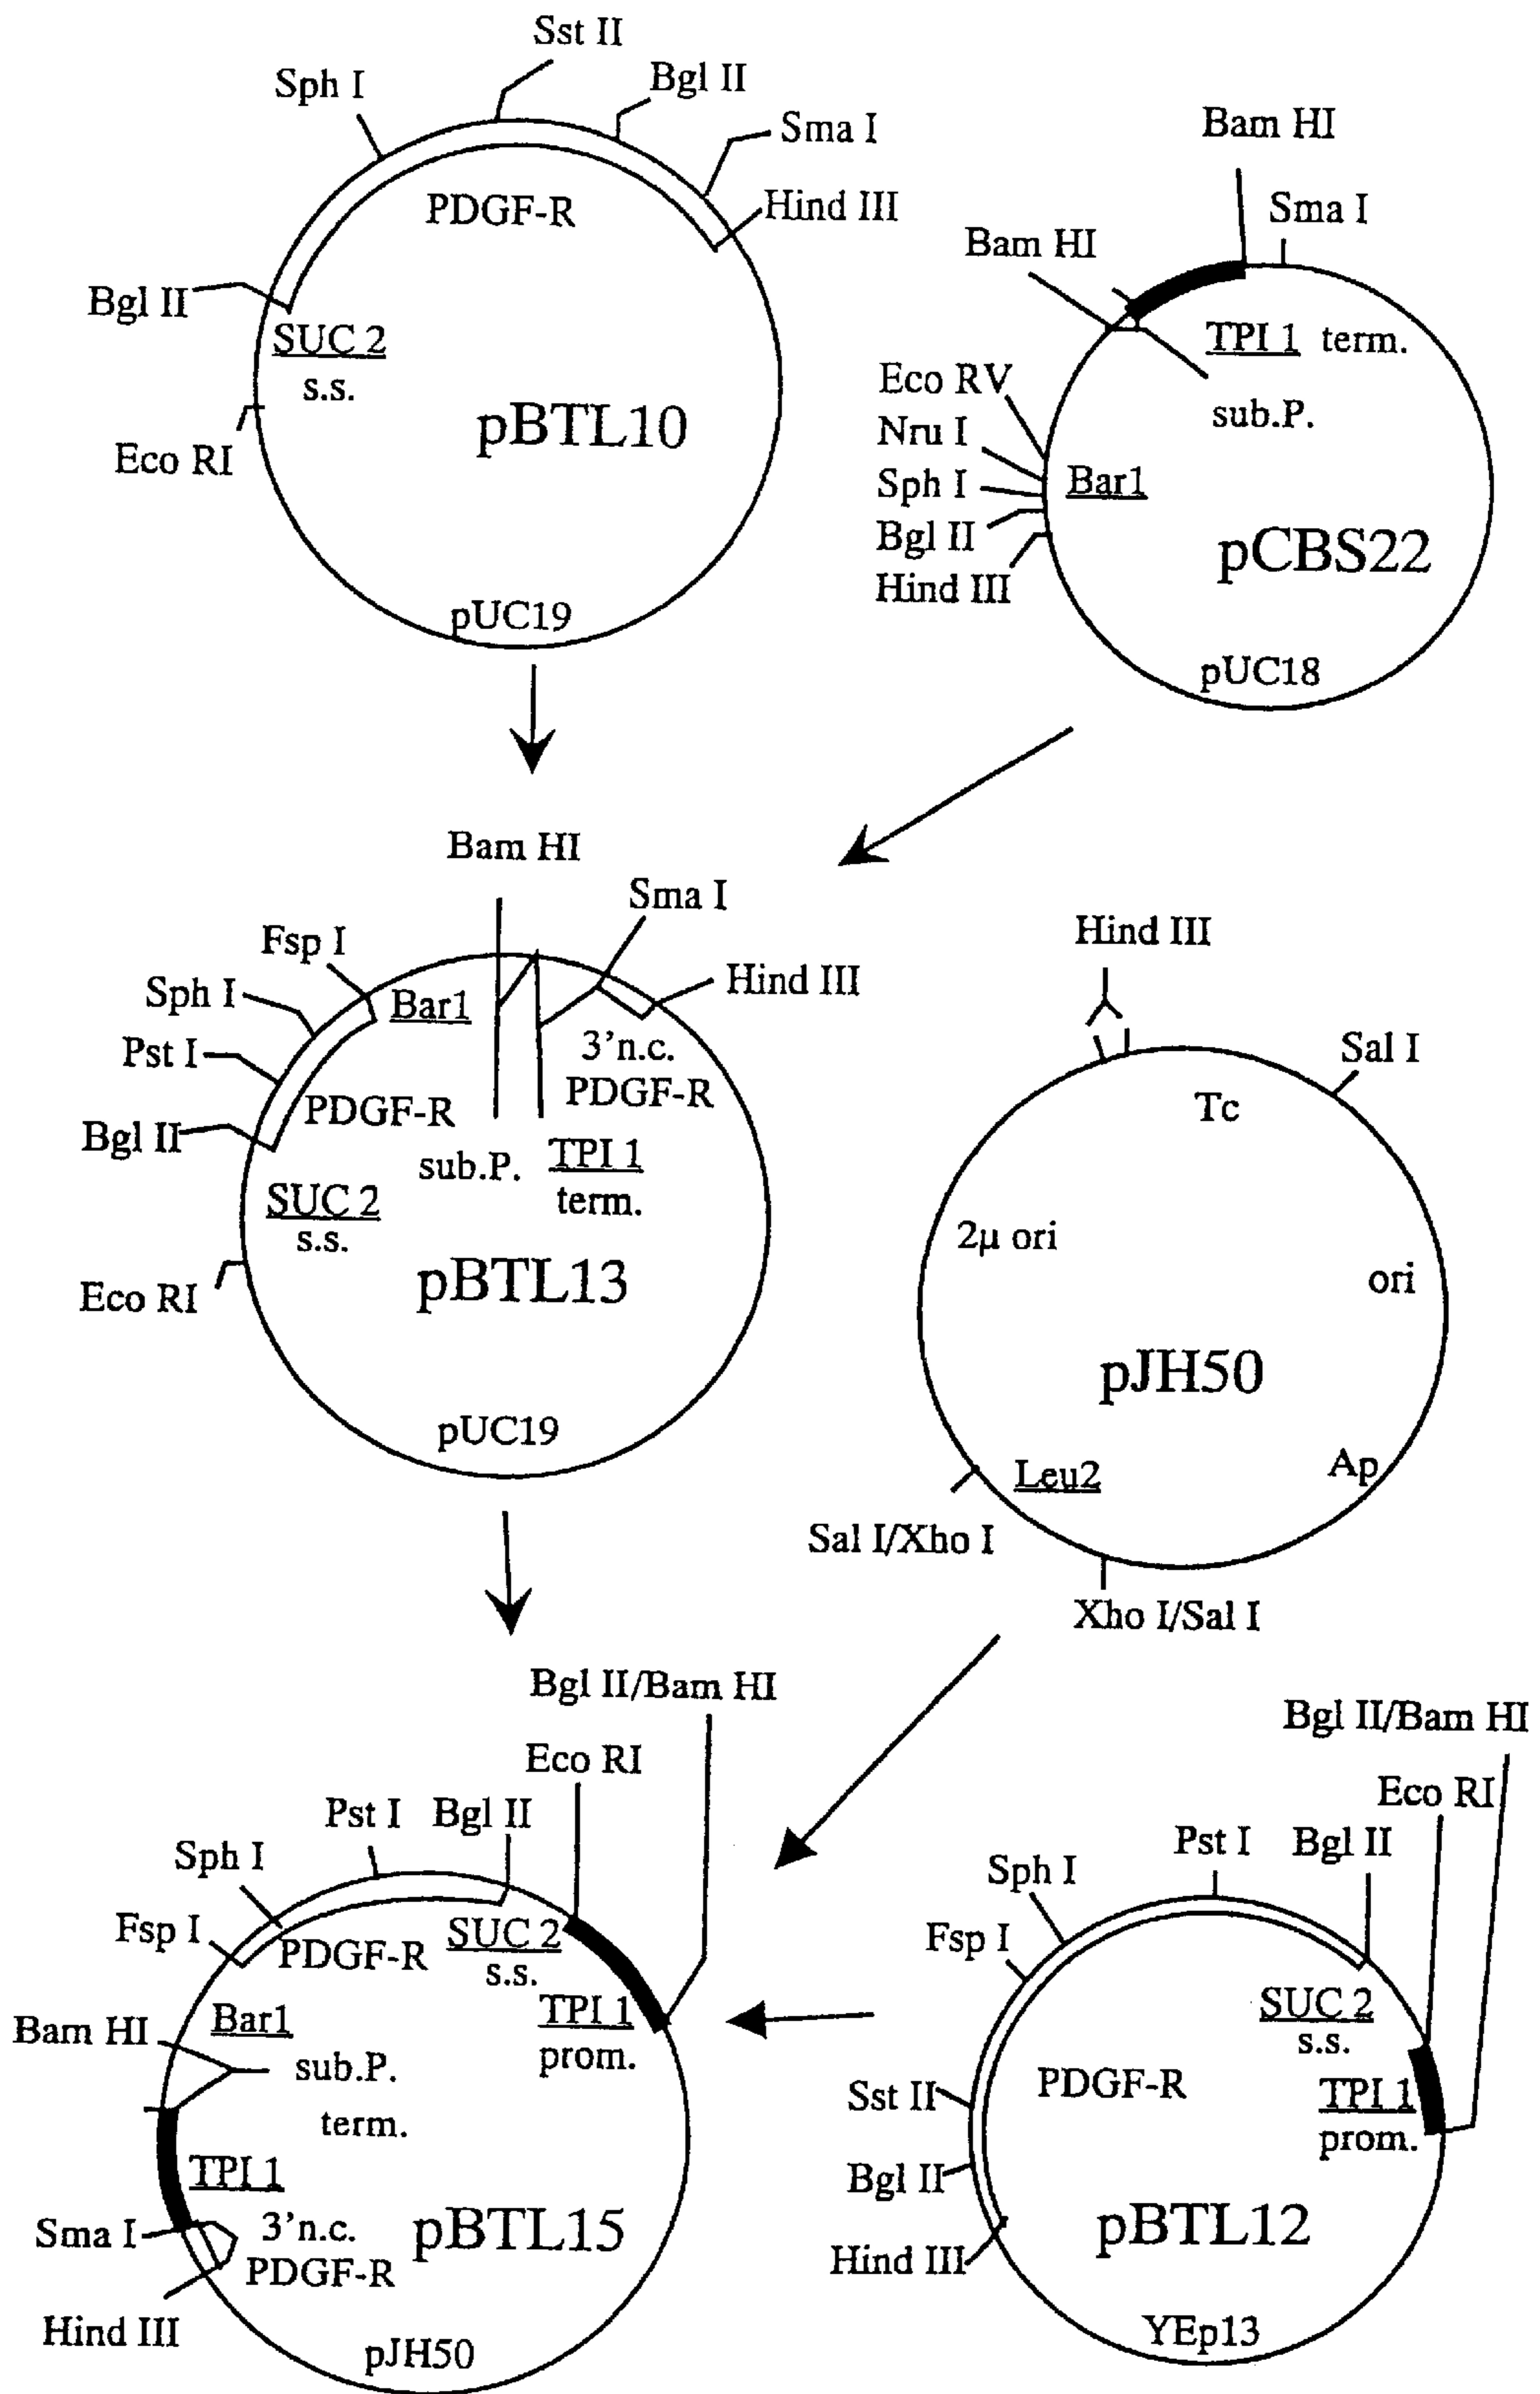 Sst II
Sph I
Bgl II
Sma I
PDGF-R
Hind III
Bgl II
SUC 2
s.s.
pBTL10
Eco RI
pUC19
Bam HI
Sma I
Bam HI
TPI 1 term.
Eco RV
sub.P.
Nru I
Sph I
Bar1
Bgl II
pCBS22
Hind III
pUC18
Bam HI
Sma I
Fsp I
Hind III
Sph I
Bar1
Pst I
3'n.c.
PDGF-R
PDGF-R
Bgl II
sub.P.
TPI 1
term.
SUC 2
s.s.
pBTL13
Eco RI
pUC19
Hind III
Sal I
Tc
2μ ori
ori
pJH50
Leu2
Ap
Sal I/Xho I
Xho I/Sal I
Bgl II/Bam HI
Eco RI
Pst I
Bgl II
Sph I
Fsp I
PDGF-R
SUC 2
s.s.
TPI 1
prom.
Bar1
Bam HI
sub.P.
term.
TPI 1
Sma I
3'n.c.
PDGF-R
pBTL15
Hind III
pJH50
Bgl II/Bam HI
Eco RI
Pst I
Bgl II
Sph I
Fsp I
SUC 2
s.s.
PDGF-R
TPI 1
prom.
Sst II
Bgl II
pBTL12
Hind III
YEp13